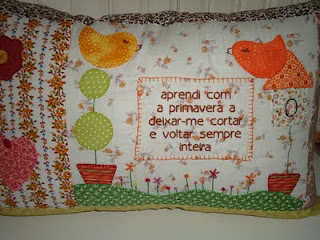 aprendi com
a primavera a
deixar-me cortar
e voltar sempre
inteira